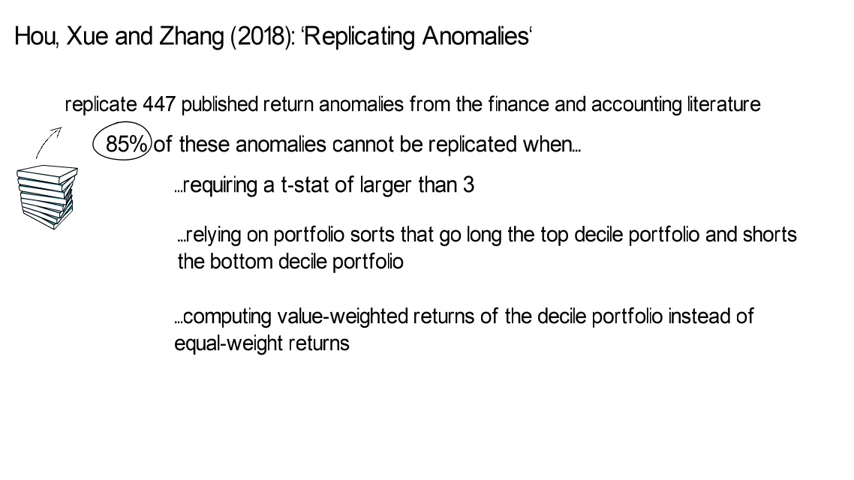 Hou, Xue and Zhang (2018): 'Replicating Anomalies'
replicate 447 published return anomalies from the finance and accounting literature
85% of these anomalies cannot be replicated when...
...requiring a t-stat of larger than 3
...relying on portfolio sorts that go long the top decile portfolio and shorts
the bottom decile portfolio
...computing value-weighted returns of the decile portfolio instead of
equal-weight returns